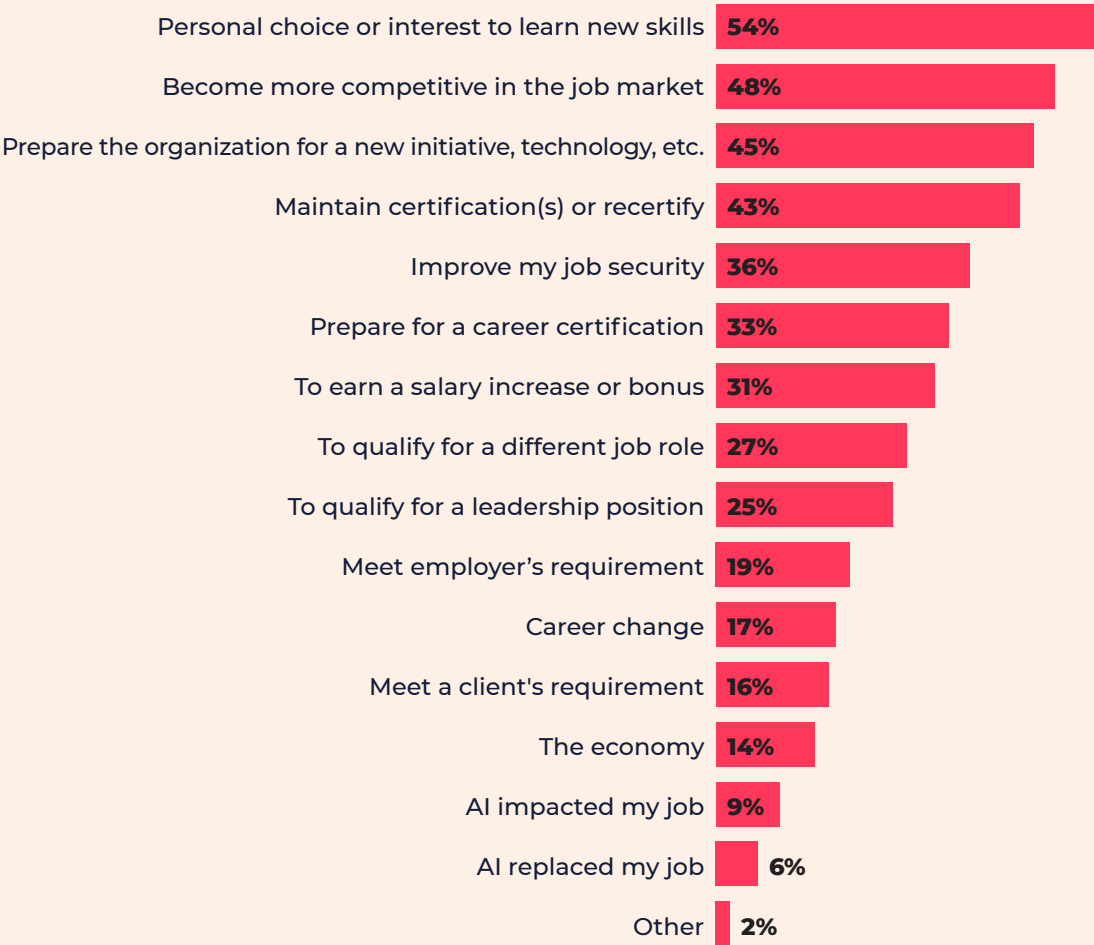 Personal choice or interest to learn new skills 54%
Become more competitive in the job market 48%
Prepare the organization for a new initiative, technology, etc. 45%
Maintain certification(s) or recertify 43%
Improve my job security 36%
Prepare for a career certification 33%
To earn a salary increase or bonus 31%
To qualify for a different job role 27%
To qualify for a leadership position 25%
Meet employer’s requirement 19%
Career change 17%
Meet a client's requirement 16%
The economy 14%
AI impacted my job 9%
AI replaced my job 6%
Other 2%